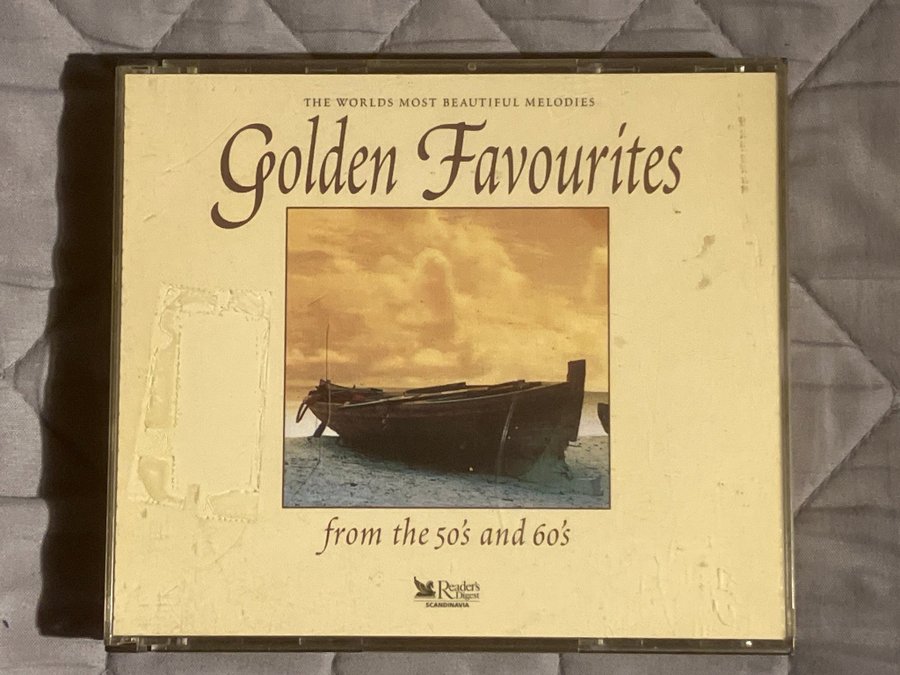 THE WORLDS MOST BEAUTIFUL MELODIES
Golden Favourites
from the 50's and 60's
Reader's
Digest
SCANDINAVIA